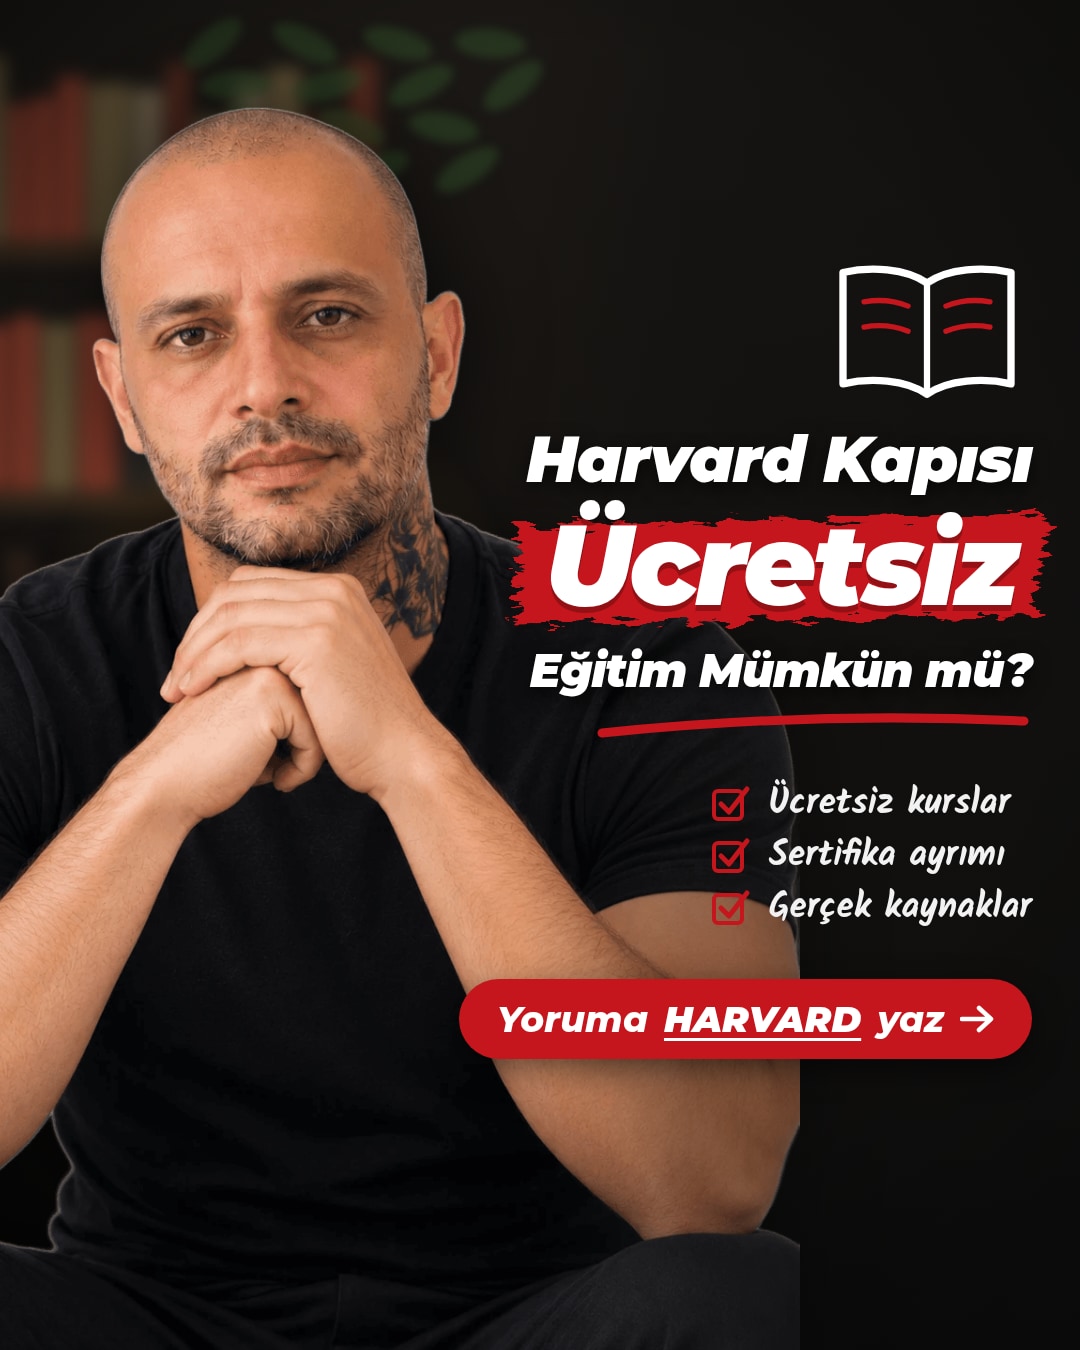 Harvard Kapısı
Ücretsiz
Eğitim Mümkün mü?
Ücretsiz kurslar
Sertifika ayrımı
Gerçek kaynaklar
Yoruma HARVARD yaz →